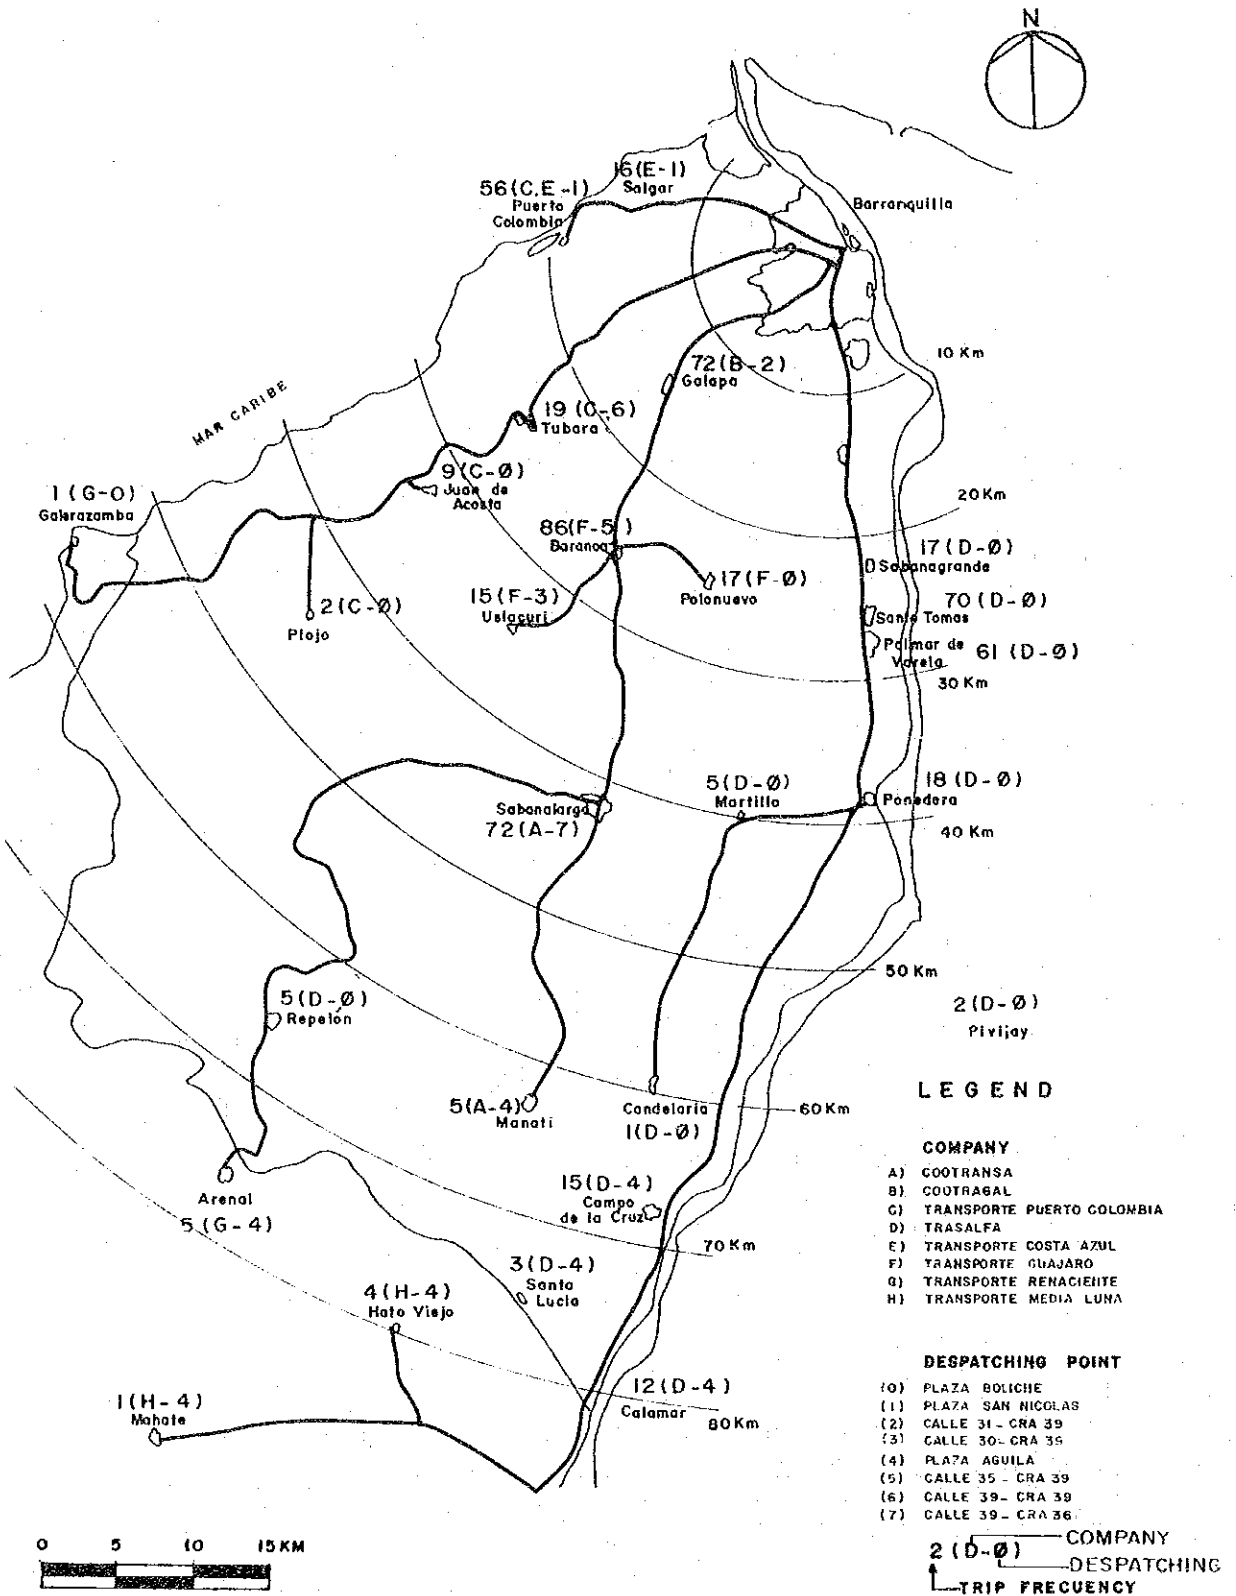 N
16(E-1)
Salgar
56(C.E-1)
Puerto
Colombia
Barranquilla
10 Km
72(B-2)
Galapa
MAR CARIBE
19(C-6)
Tubara
9(C-Ø)
Juan de
Acosta
1(G-O)
Galerazamba
20 Km
86(F-5)
Baranoa
17(D-Ø)
Sabanagrande
17(F-Ø)
Polonuevo
15(F-3)
Usiacuri
2(C-Ø)
Piojo
70(D-Ø)
Santo Tomas
Palmar de
Varela
61(D-Ø)
30 Km
18(D-Ø)
Ponedera
5(D-Ø)
Martillo
Sabanalarga
72(A-7)
40 Km
50 Km
5(D-Ø)
Repelón
2(D-Ø)
Pivijay
5(A-4)
Manati
Candelaria
1(D-Ø)
60 Km
Arenal
5(G-4)
15(D-4)
Campo
de la Cruz
70 Km
3(D-4)
Santa
Lucia
4(H-4)
Hato Viejo
12(D-4)
Calamar
80 Km
1(H-4)
Mahate
LEGEND
COMPANY
A) COOTRANSA
B) COOTRAGAL
C) TRANSPORTE PUERTO COLOMBIA
D) TRASALFA
E) TRANSPORTE COSTA AZUL
F) TRANSPORTE GUAJARO
G) TRANSPORTE RENACIENTE
H) TRANSPORTE MEDIA LUNA
DESPATCHING POINT
(0) PLAZA BOLICHE
(1) PLAZA SAN NICOLAS
(2) CALLE 31 - CRA 39
(3) CALLE 30 - CRA 39
(4) PLAZA AGUILA
(5) CALLE 35 - CRA 39
(6) CALLE 39 - CRA 39
(7) CALLE 39 - CRA 36
2 (D-Ø)
COMPANY
DESPATCHING
TRIP FRECUENCY
0 5 10 15 KM